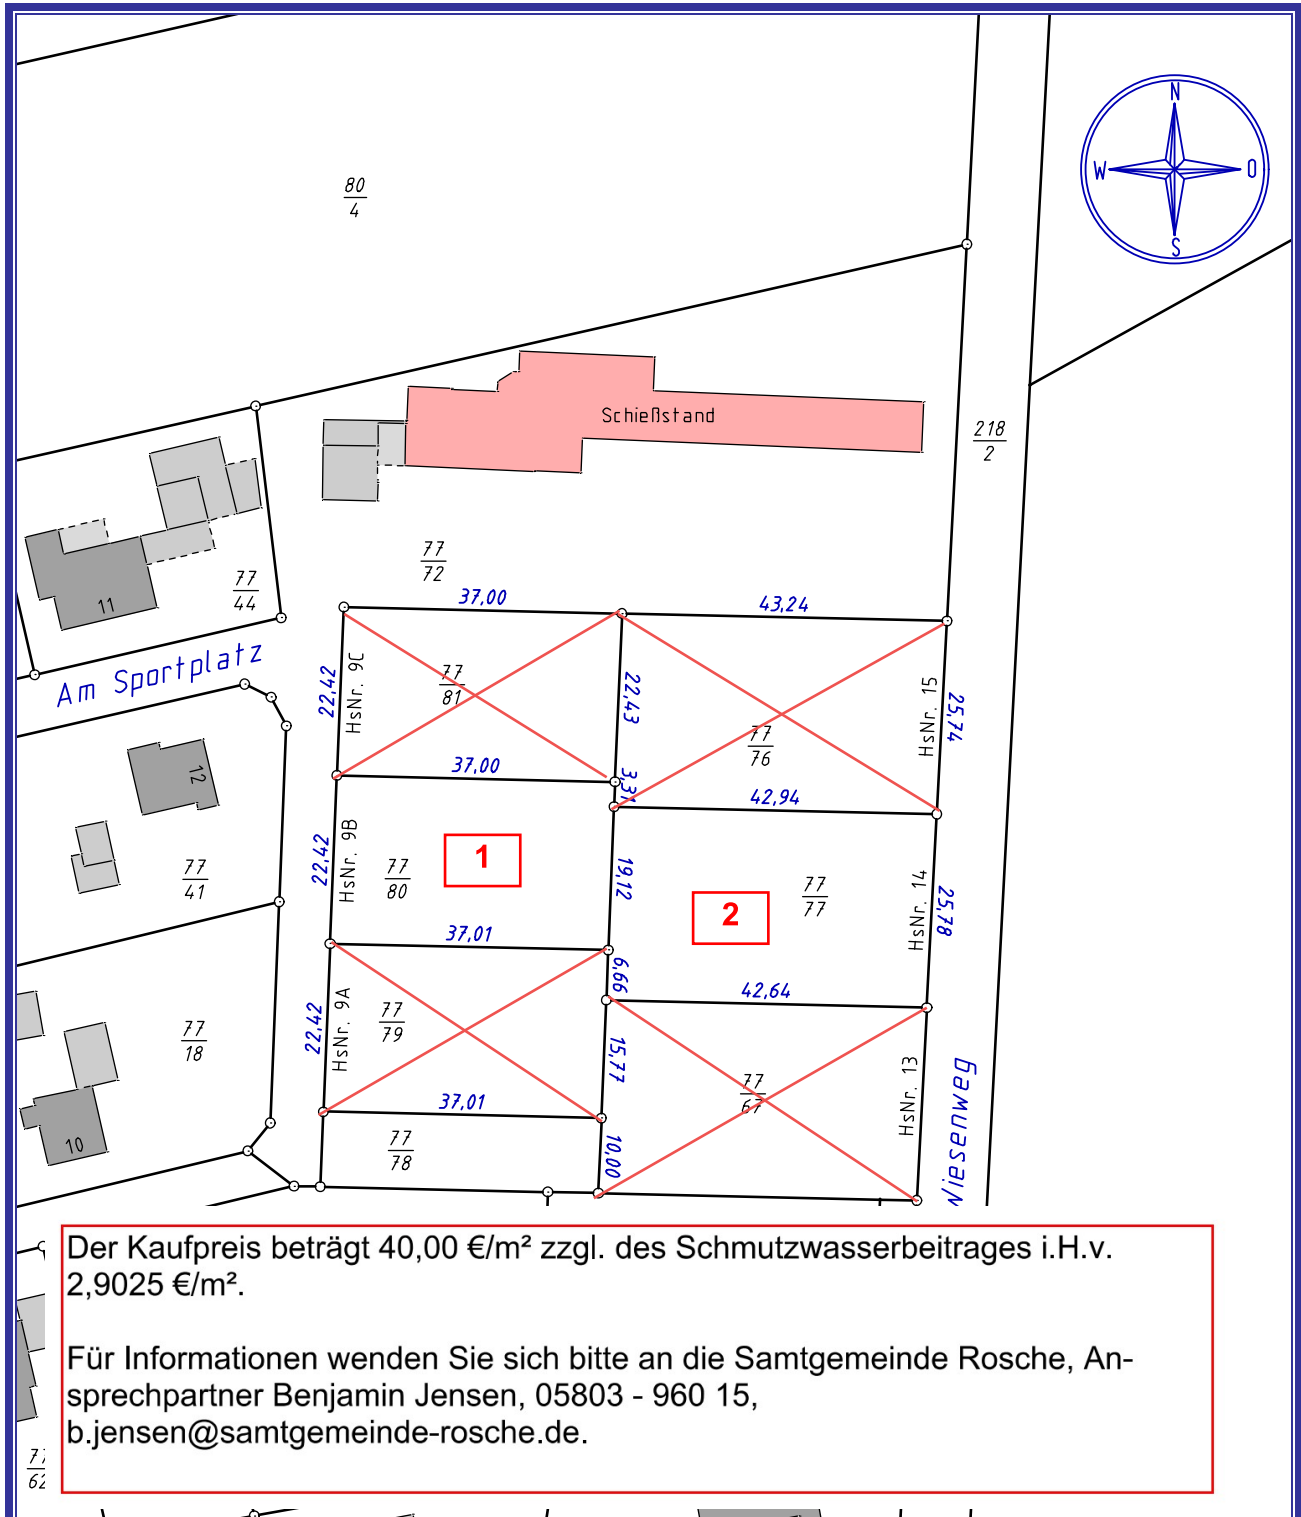 N
W
O
S
80
4
Schießstand
218
2
77
72
77
44
11
Am Sportplatz
37,00
43,24
22,42
HsNr. 9C
77
81
22,43
77
76
HsNr. 15
25,74
12
37,00
3,31
42,94
22,42
HsNr. 9B
77
80
1
19,12
2
77
77
HsNr. 14
25,78
77
41
37,01
6,66
42,64
22,42
HsNr. 9A
77
79
15,77
77
67
HsNr. 13
Wiesenweg
77
18
10
37,01
77
78
10,00
Der Kaufpreis beträgt 40,00 €/m² zzgl. des Schmutzwasserbeitrages i.H.v.
2,9025 €/m².
Für Informationen wenden Sie sich bitte an die Samtgemeinde Rosche, An-
sprechpartner Benjamin Jensen, 05803 - 960 15,
b.jensen@samtgemeinde-rosche.de.
77
62